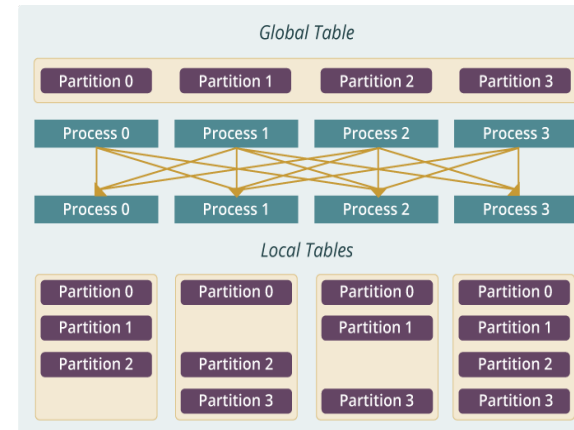 Global Table
Partition 0 Partition 1 Partition 2 Partition 3
Process 0 Process 1 Process 2 Process 3
Process 0 Process 1 Process 2 Process 3
Local Tables
Partition 0 Partition 0 Partition 0 Partition 0
Partition 1 Partition 1 Partition 1
Partition 2 Partition 2 Partition 2
Partition 3 Partition 3 Partition 3